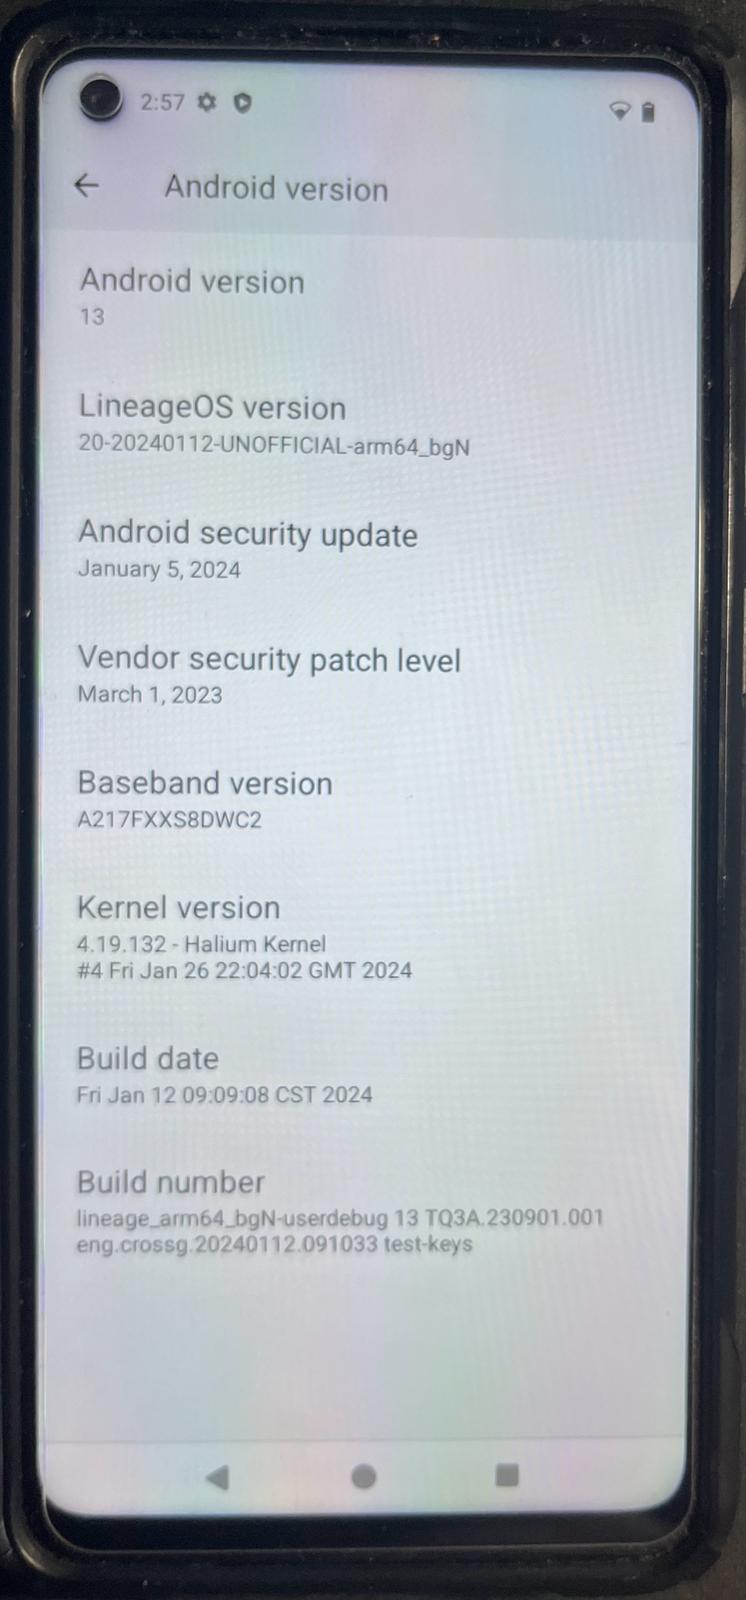 2:57
Android version
Android version
13
LineageOS version
20-20240112-UNOFFICIAL-arm64_bgN
Android security update
January 5, 2024
Vendor security patch level
March 1, 2023
Baseband version
A217FXXS8DWC2
Kernel version
4.19.132 - Halium Kernel
#4 Fri Jan 26 22:04:02 GMT 2024
Build date
Fri Jan 12 09:09:08 CST 2024
Build number
lineage_arm64_bgN-userdebug 13 TQ3A.230901.001
eng.crossg.20240112.091033 test-keys